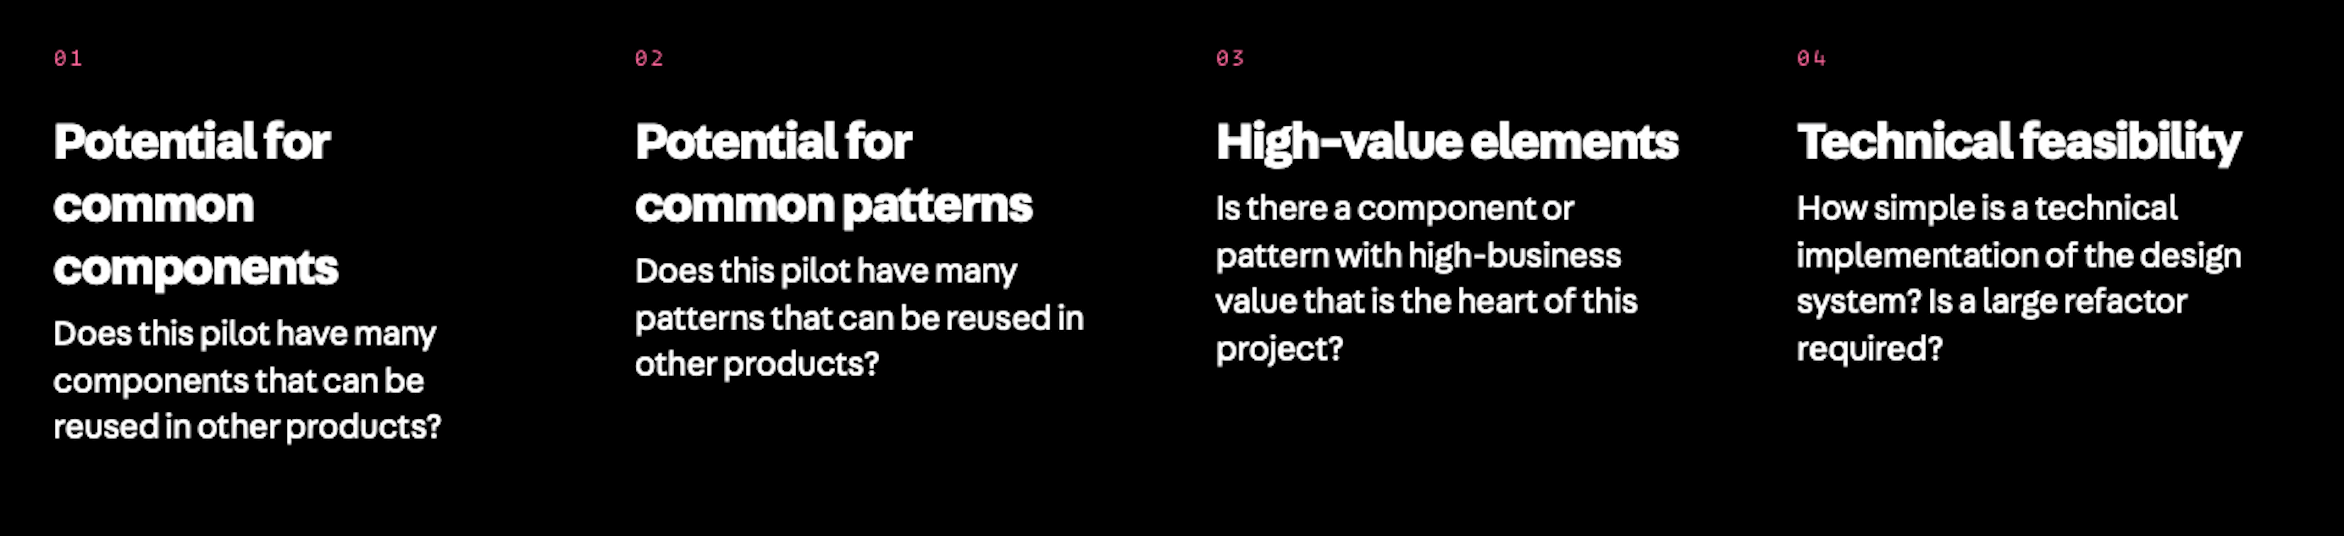 01
Potential for
common
components
Does this pilot have many
components that can be
reused in other products?
02
Potential for
common patterns
Does this pilot have many
patterns that can be reused in
other products?
03
High-value elements
Is there a component or
pattern with high-business
value that is the heart of this
project?
04
Technical feasibility
How simple is a technical
implementation of the design
system? Is a large refactor
required?